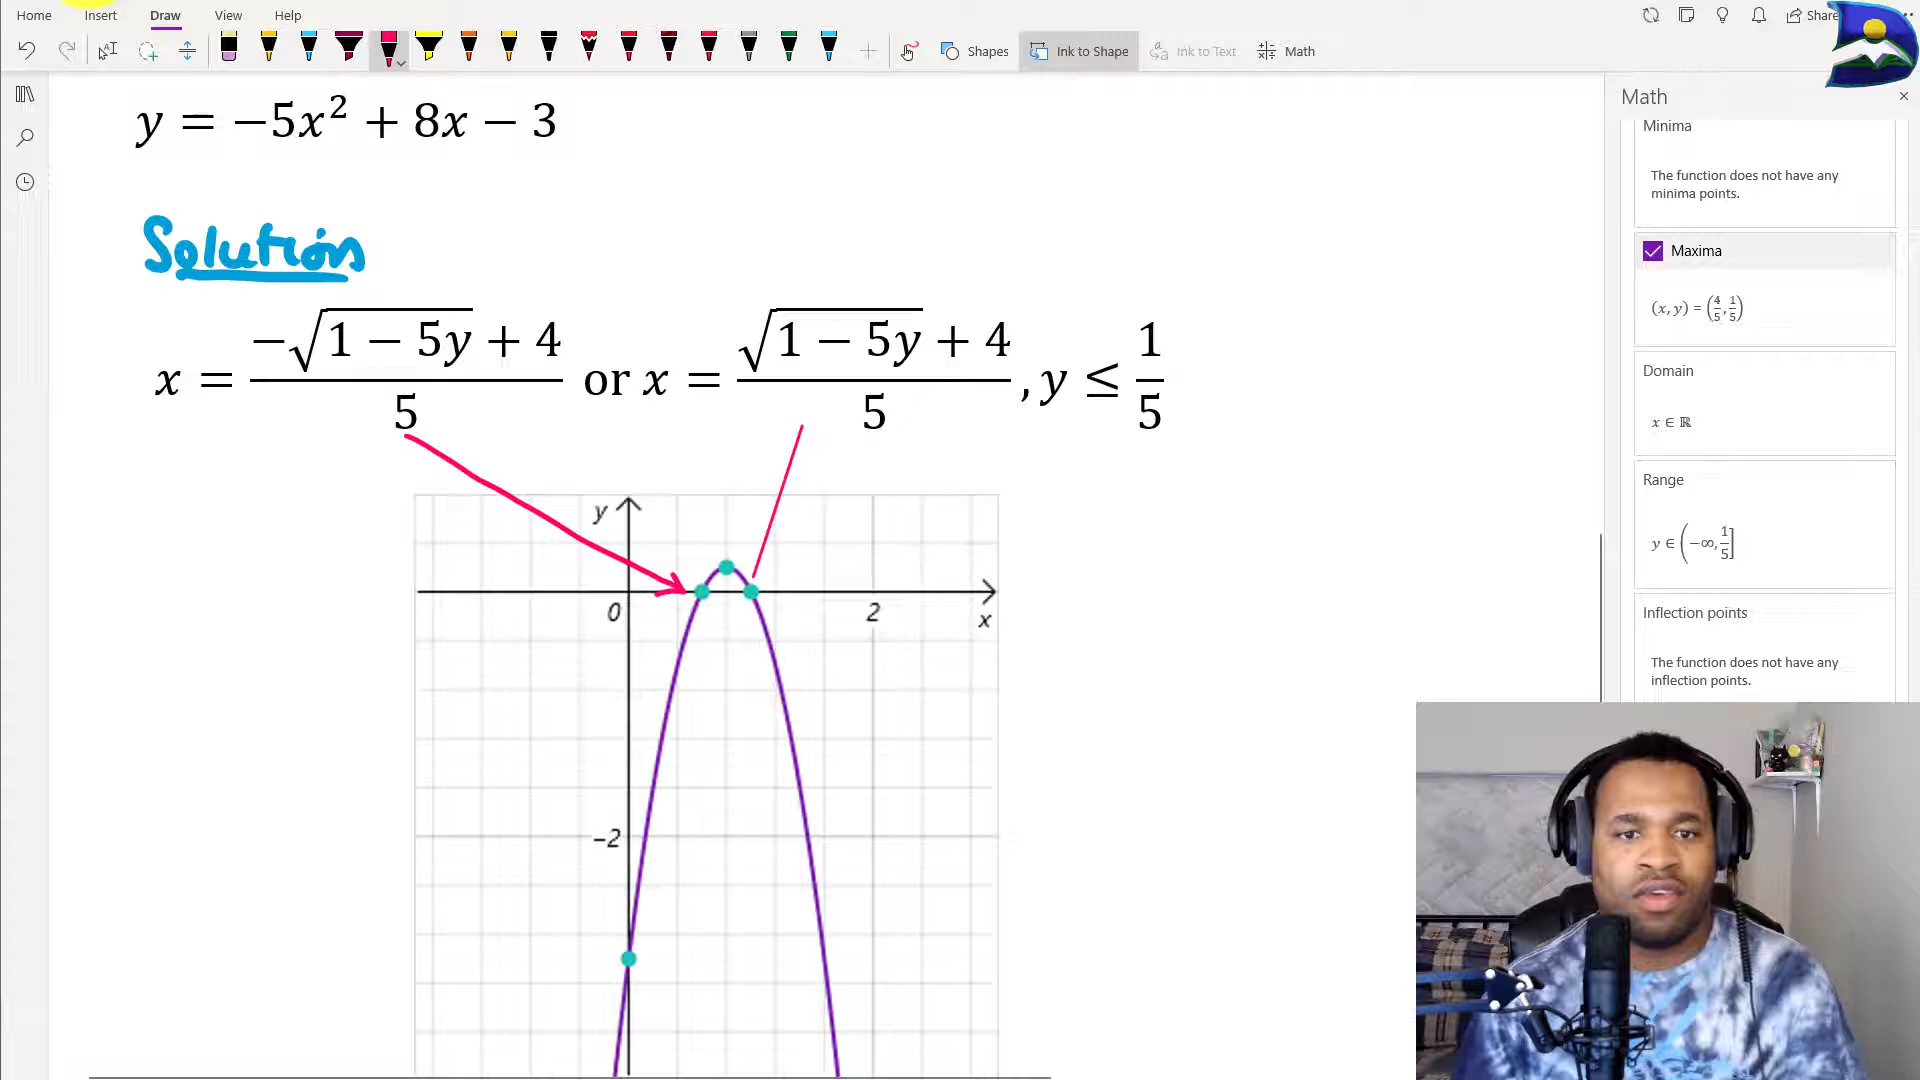 Home Insert Draw View Help Share
Shapes Ink to Shape Ink to Text Math
y = −5x² + 8x − 3
Solution
x = (−√(1 − 5y) + 4)/5 or x = (√(1 − 5y) + 4)/5 , y ≤ 1/5
y
0 2 x
−2
Math
Minima
The function does not have any
minima points.
Maxima
(x, y) = (4/5, 1/5)
Domain
x ∈ ℝ
Range
y ∈ (−∞, 1/5]
Inflection points
The function does not have any
inflection points.